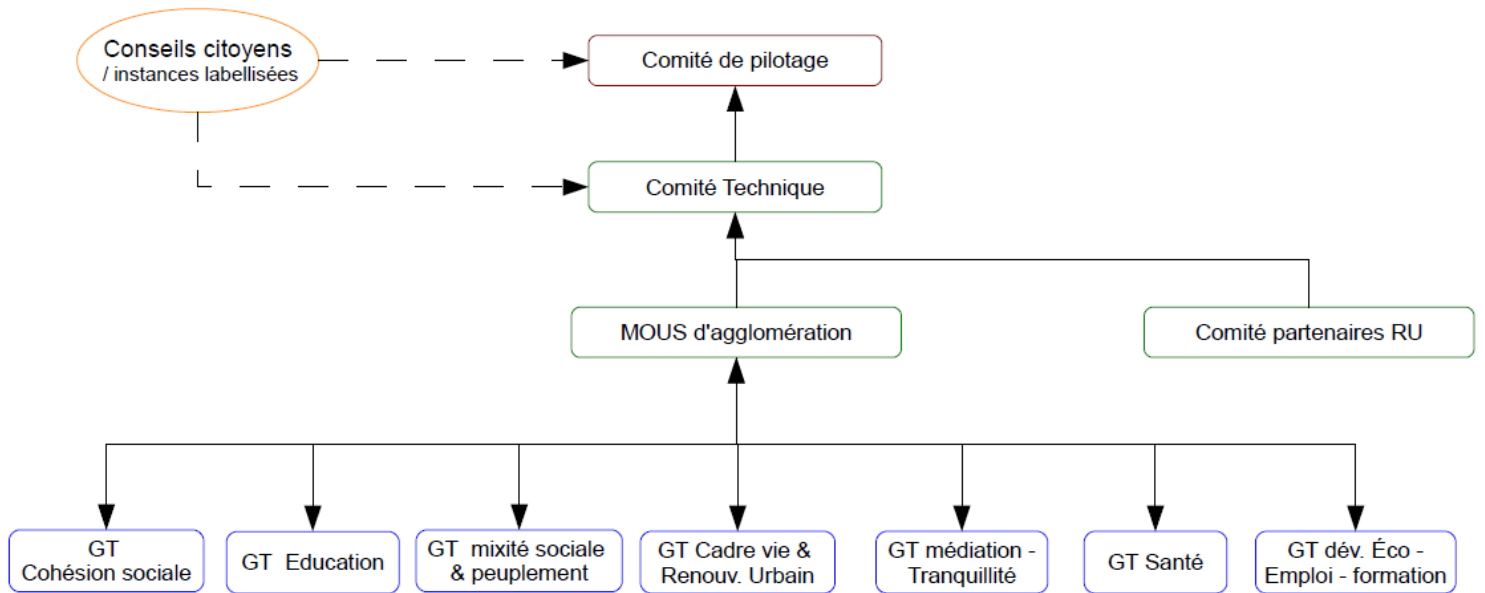 Conseils citoyens
/ instances labellisées
Comité de pilotage
Comité Technique
MOUS d'agglomération
Comité partenaires RU
GT
Cohésion sociale
GT Education
GT mixité sociale
& peuplement
GT Cadre vie &
Renouv. Urbain
GT médiation -
Tranquillité
GT Santé
GT dév. Éco -
Emploi - formation